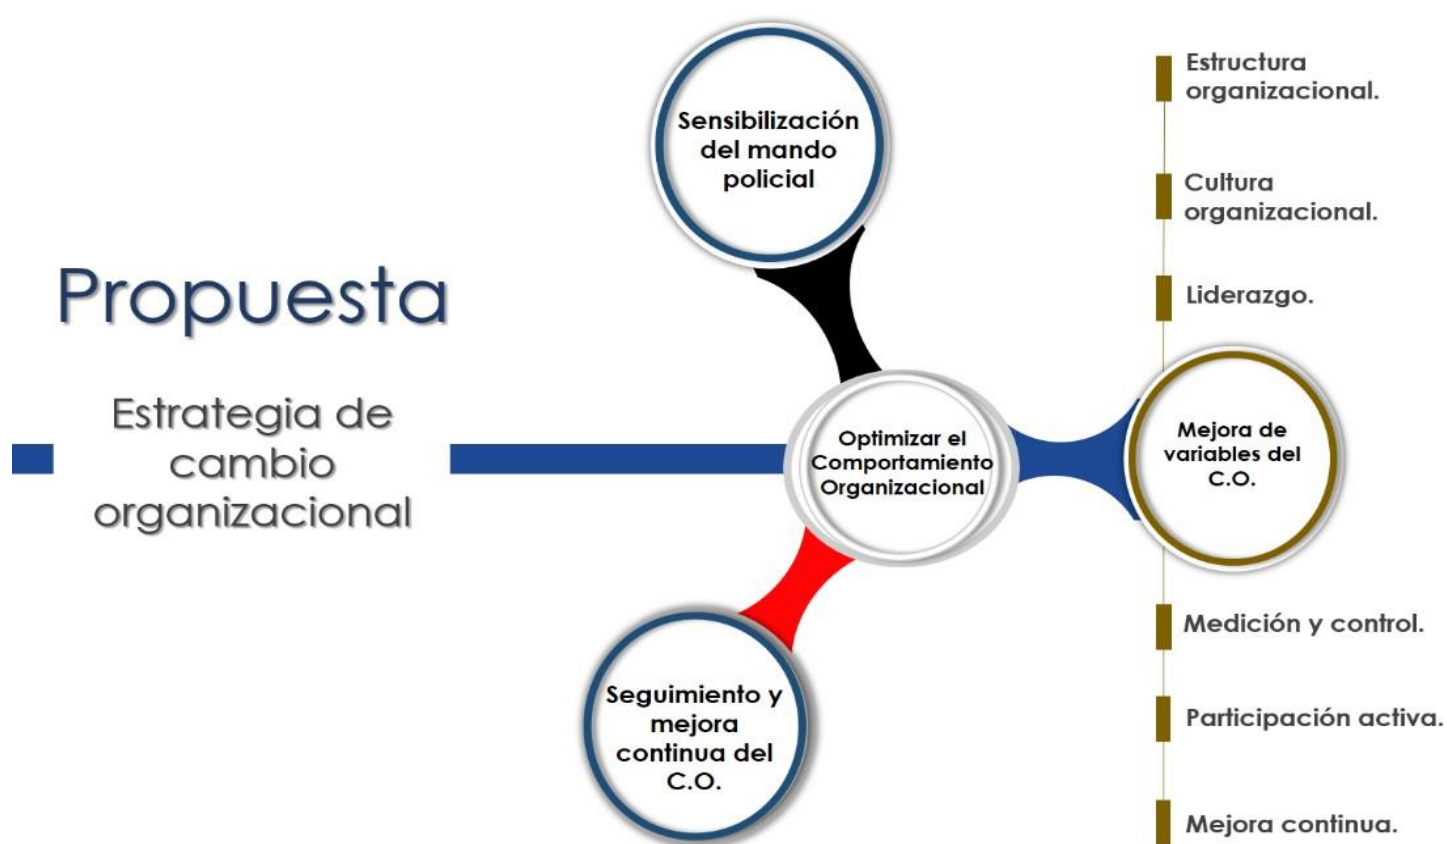 Propuesta
Estrategia de
cambio
organizacional
Sensibilización
del mando
policial
Optimizar el
Comportamiento
Organizacional
Seguimiento y
mejora
continua del
C.O.
Mejora de
variables del
C.O.
Estructura
organizacional.
Cultura
organizacional.
Liderazgo.
Medición y control.
Participación activa.
Mejora continua.